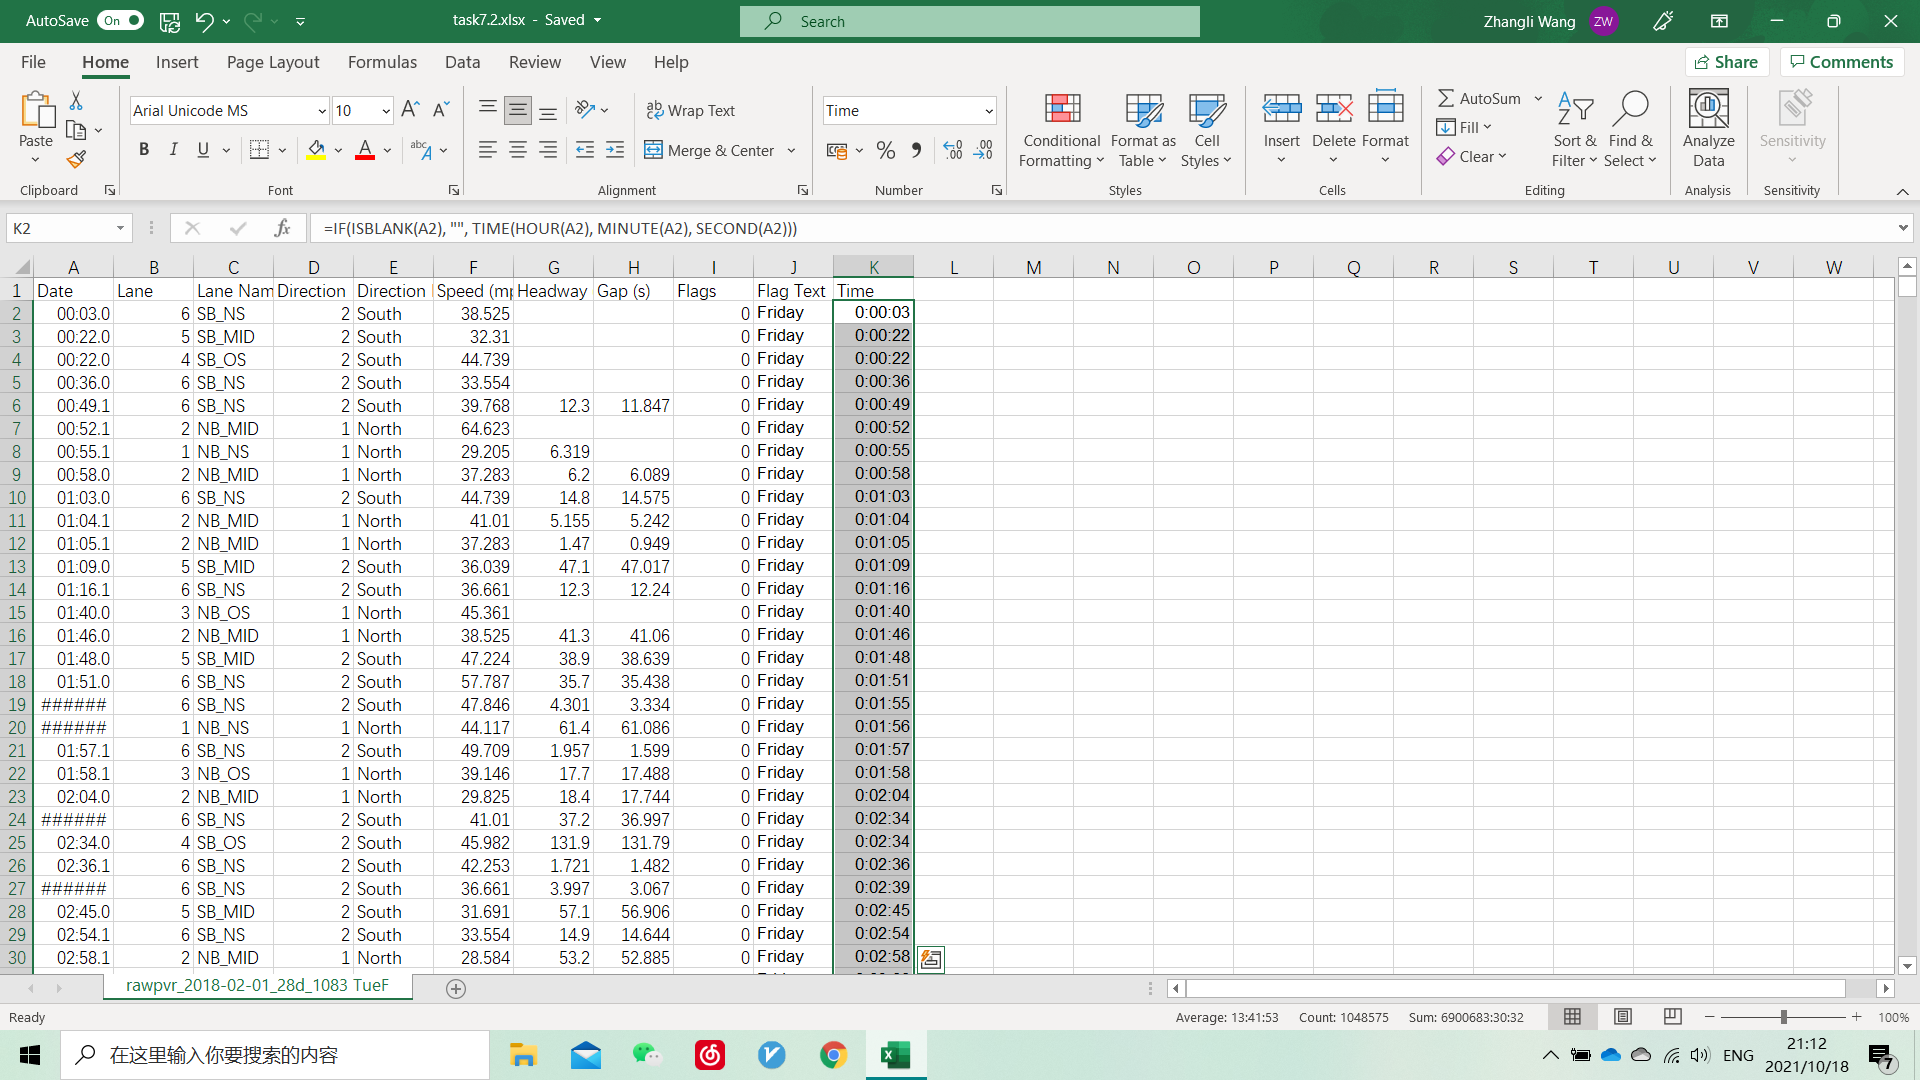 AutoSave On task7.2.xlsx - Saved Search Zhangli Wang ZW
File Home Insert Page Layout Formulas Data Review View Help Share Comments
Paste Arial Unicode MS 10 Wrap Text Time Conditional Formatting Format as Table Cell Styles Insert Delete Format AutoSum Fill Clear Sort & Filter Find & Select Analyze Data Sensitivity
B I U Merge & Center
Clipboard Font Alignment Number Styles Cells Editing Analysis Sensitivity
K2 =IF(ISBLANK(A2), "", TIME(HOUR(A2), MINUTE(A2), SECOND(A2)))
A B C D E F G H I J K L M N O P Q R S T U V W
1 Date Lane Lane Nam Direction Direction Speed (mp Headway Gap (s) Flags Flag Text Time
2 00:03.0 6 SB_NS 2 South 38.525 0 Friday 0:00:03
3 00:22.0 5 SB_MID 2 South 32.31 0 Friday 0:00:22
4 00:22.0 4 SB_OS 2 South 44.739 0 Friday 0:00:22
5 00:36.0 6 SB_NS 2 South 33.554 0 Friday 0:00:36
6 00:49.1 6 SB_NS 2 South 39.768 12.3 11.847 0 Friday 0:00:49
7 00:52.1 2 NB_MID 1 North 64.623 0 Friday 0:00:52
8 00:55.1 1 NB_NS 1 North 29.205 6.319 0 Friday 0:00:55
9 00:58.0 2 NB_MID 1 North 37.283 6.2 6.089 0 Friday 0:00:58
10 01:03.0 6 SB_NS 2 South 44.739 14.8 14.575 0 Friday 0:01:03
11 01:04.1 2 NB_MID 1 North 41.01 5.155 5.242 0 Friday 0:01:04
12 01:05.1 2 NB_MID 1 North 37.283 1.47 0.949 0 Friday 0:01:05
13 01:09.0 5 SB_MID 2 South 36.039 47.1 47.017 0 Friday 0:01:09
14 01:16.1 6 SB_NS 2 South 36.661 12.3 12.24 0 Friday 0:01:16
15 01:40.0 3 NB_OS 1 North 45.361 0 Friday 0:01:40
16 01:46.0 2 NB_MID 1 North 38.525 41.3 41.06 0 Friday 0:01:46
17 01:48.0 5 SB_MID 2 South 47.224 38.9 38.639 0 Friday 0:01:48
18 01:51.0 6 SB_NS 2 South 57.787 35.7 35.438 0 Friday 0:01:51
19 ###### 6 SB_NS 2 South 47.846 4.301 3.334 0 Friday 0:01:55
20 ###### 1 NB_NS 1 North 44.117 61.4 61.086 0 Friday 0:01:56
21 01:57.1 6 SB_NS 2 South 49.709 1.957 1.599 0 Friday 0:01:57
22 01:58.1 3 NB_OS 1 North 39.146 17.7 17.488 0 Friday 0:01:58
23 02:04.0 2 NB_MID 1 North 29.825 18.4 17.744 0 Friday 0:02:04
24 ###### 6 SB_NS 2 South 41.01 37.2 36.997 0 Friday 0:02:34
25 02:34.0 4 SB_OS 2 South 45.982 131.9 131.79 0 Friday 0:02:34
26 02:36.1 6 SB_NS 2 South 42.253 1.721 1.482 0 Friday 0:02:36
27 ###### 6 SB_NS 2 South 36.661 3.997 3.067 0 Friday 0:02:39
28 02:45.0 5 SB_MID 2 South 31.691 57.1 56.906 0 Friday 0:02:45
29 02:54.1 6 SB_NS 2 South 33.554 14.9 14.644 0 Friday 0:02:54
30 02:58.1 2 NB_MID 1 North 28.584 53.2 52.885 0 Friday 0:02:58
rawpvr_2018-02-01_28d_1083 TueF
Ready Average: 13:41:53 Count: 1048575 Sum: 6900683:30:32 100%
在这里输入你要搜索的内容 ENG 21:12
2021/10/18 7